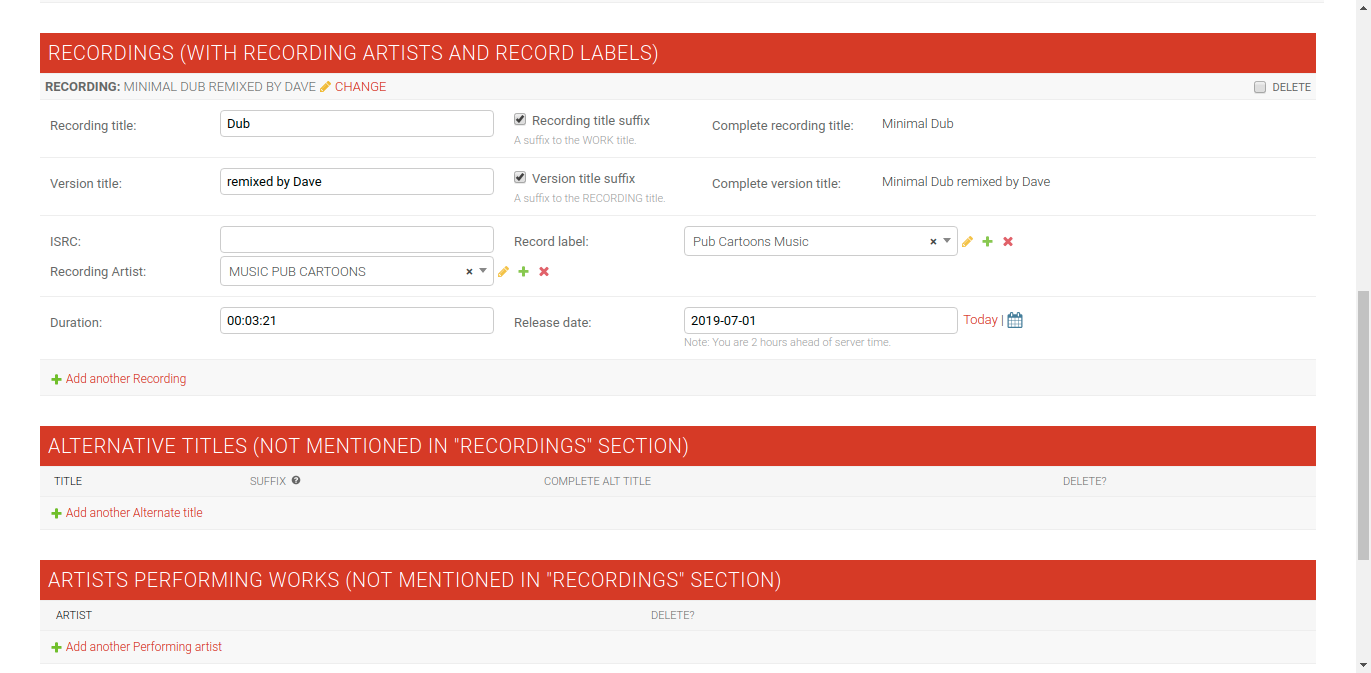 RECORDINGS (WITH RECORDING ARTISTS AND RECORD LABELS)
RECORDING: MINIMAL DUB REMIXED BY DAVE CHANGE DELETE
Recording title: Dub Recording title suffix Complete recording title: Minimal Dub
A suffix to the WORK title.
Version title: remixed by Dave Version title suffix Complete version title: Minimal Dub remixed by Dave
A suffix to the RECORDING title.
ISRC: Record label: Pub Cartoons Music
Recording Artist: MUSIC PUB CARTOONS
Duration: 00:03:21 Release date: 2019-07-01 Today |
Note: You are 2 hours ahead of server time.
Add another Recording
ALTERNATIVE TITLES (NOT MENTIONED IN "RECORDINGS" SECTION)
TITLE SUFFIX COMPLETE ALT TITLE DELETE?
Add another Alternate title
ARTISTS PERFORMING WORKS (NOT MENTIONED IN "RECORDINGS" SECTION)
ARTIST DELETE?
Add another Performing artist